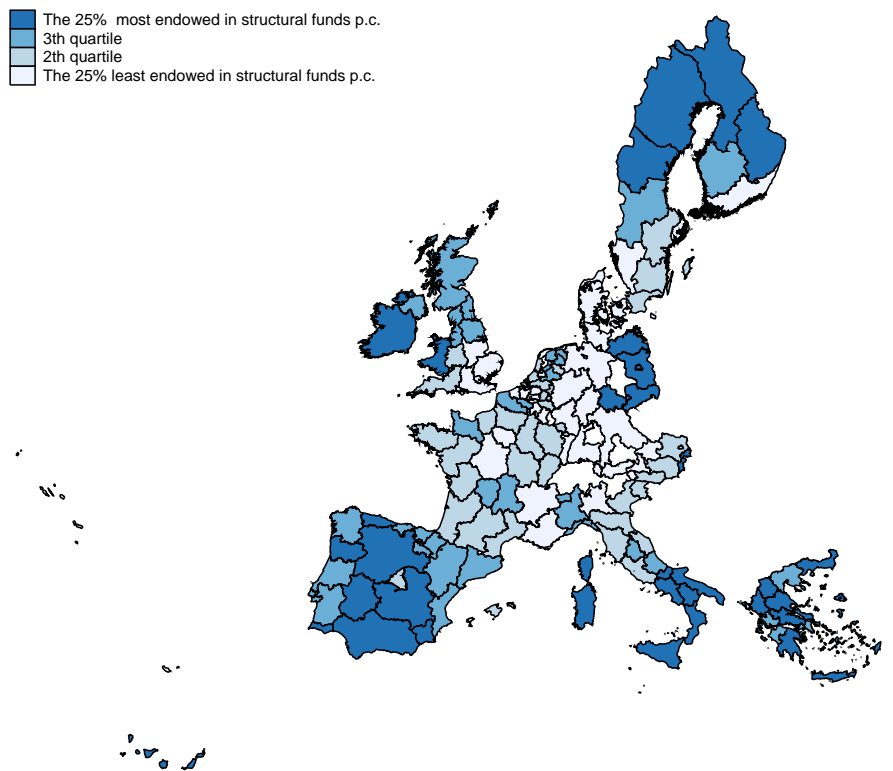 The 25%  most endowed in structural funds p.c.
3th quartile
2th quartile
The 25% least endowed in structural funds p.c.